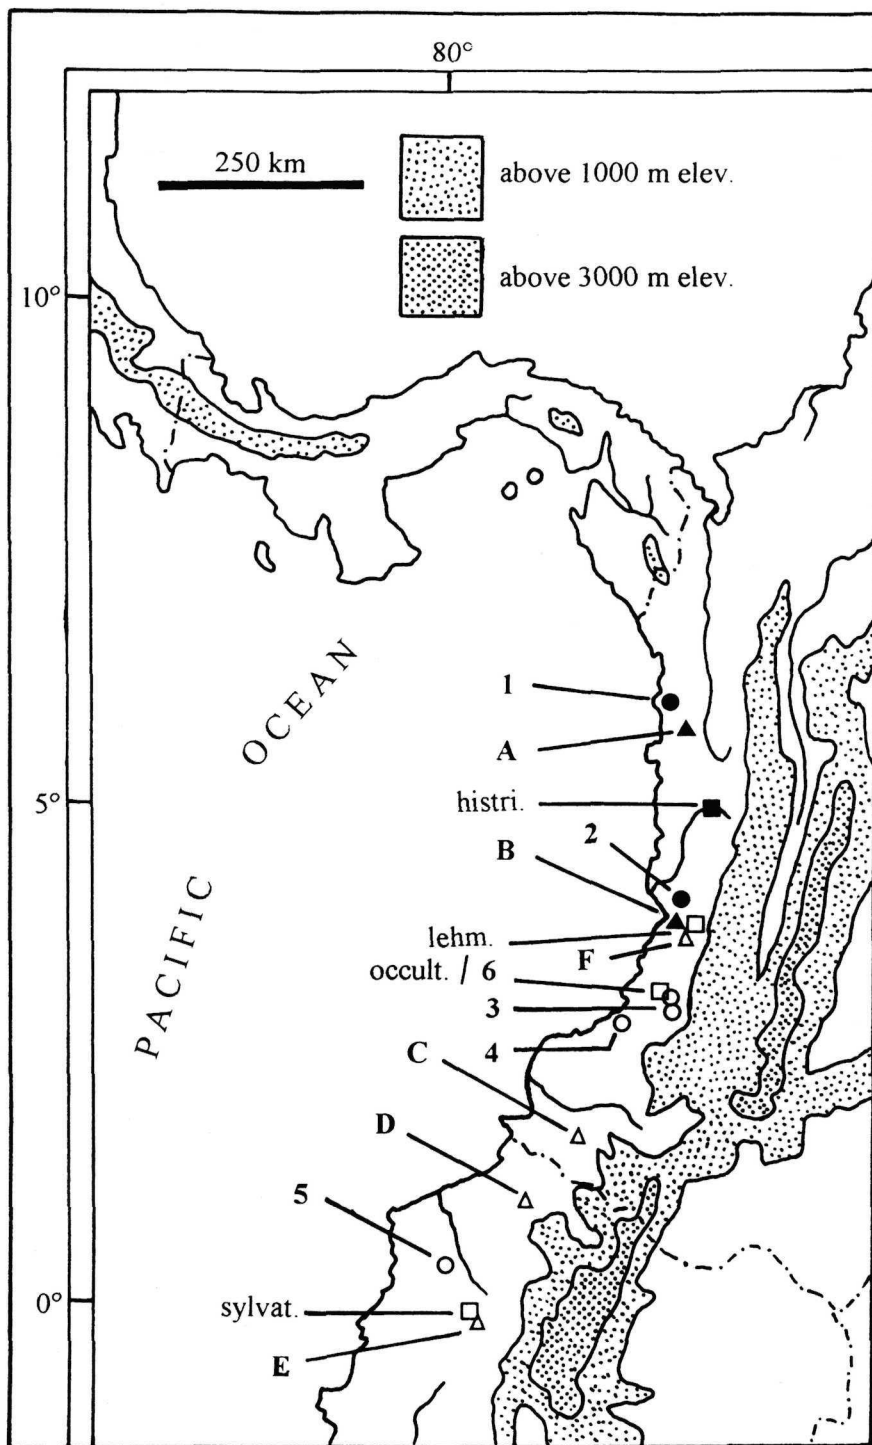 80°
250 km
above 1000 m elev.
above 3000 m elev.
10°
PACIFIC OCEAN
1
A
5°
histri.
2
B
lehm.
F
occult. / 6
3
4
C
D
5
0°
sylvat.
E